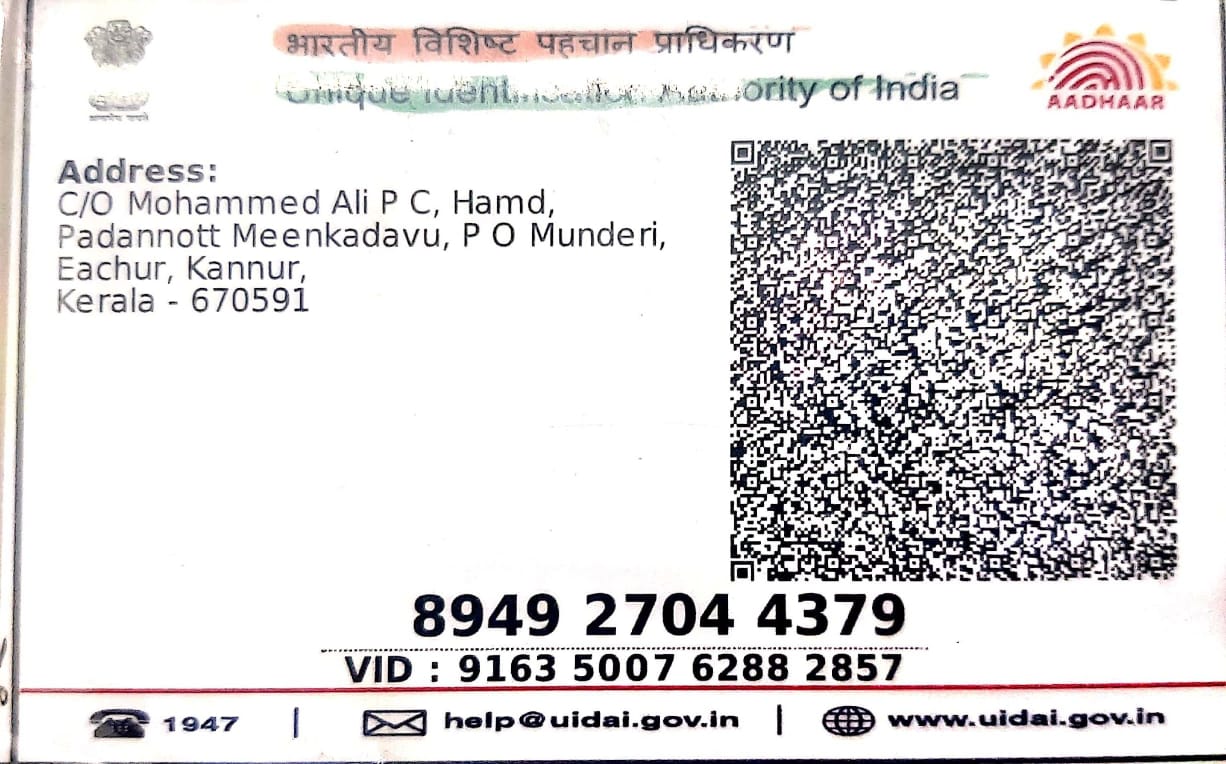 भारतीय विशिष्ट पहचान प्राधिकरण
Unique Identification Authority of India
AADHAAR
Address:
C/O Mohammed Ali P C, Hamd,
Padannott Meenkadavu, P O Munderi,
Eachur, Kannur,
Kerala - 670591
8949 2704 4379
VID : 9163 5007 6288 2857
1947 | help@uidai.gov.in | www.uidai.gov.in